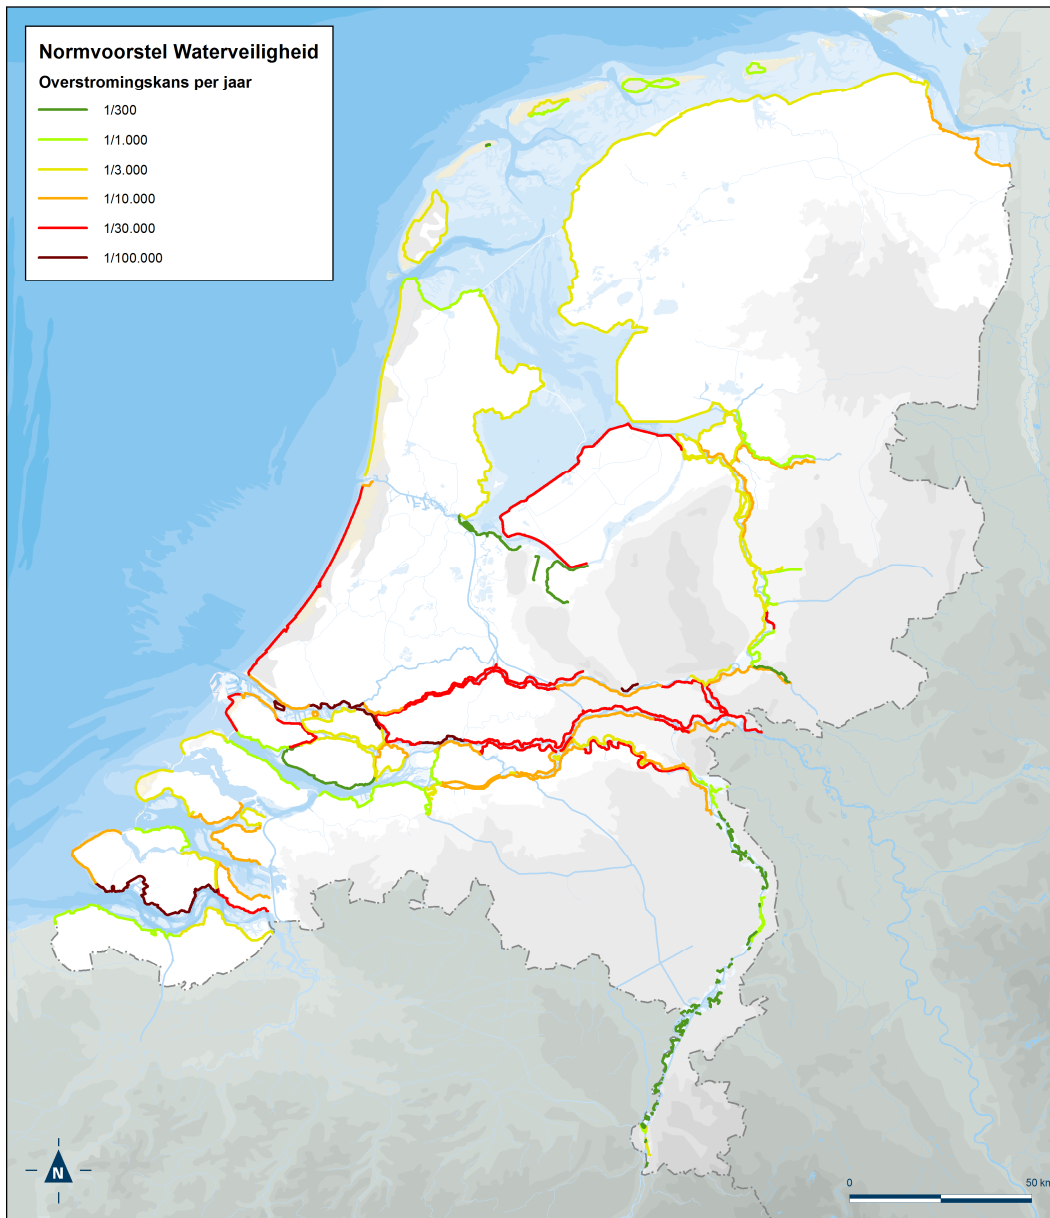 Normvoorstel Waterveiligheid
Overstromingskans per jaar
1/300
1/1.000
1/3.000
1/10.000
1/30.000
1/100.000
N
0 50 km